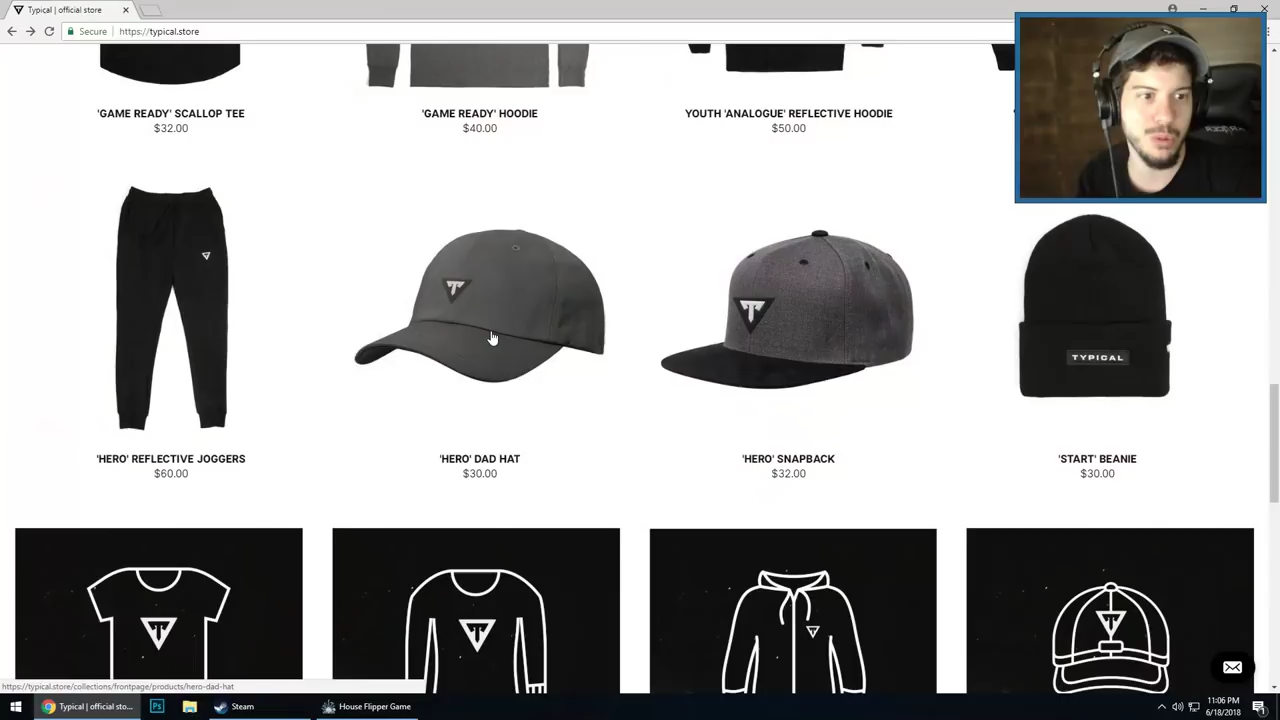 Typical | official store
Secure
https://typical.store
'GAME READY' SCALLOP TEE
$32.00
'GAME READY' HOODIE
$40.00
YOUTH 'ANALOGUE' REFLECTIVE HOODIE
$50.00
TYPICAL
'HERO' REFLECTIVE JOGGERS
$60.00
'HERO' DAD HAT
$30.00
'HERO' SNAPBACK
$32.00
'START' BEANIE
$30.00
https://typical.store/collections/frontpage/products/hero-dad-hat
Typical | official sto...
Ps
Steam
House Flipper Game
11:06 PM
6/18/2018